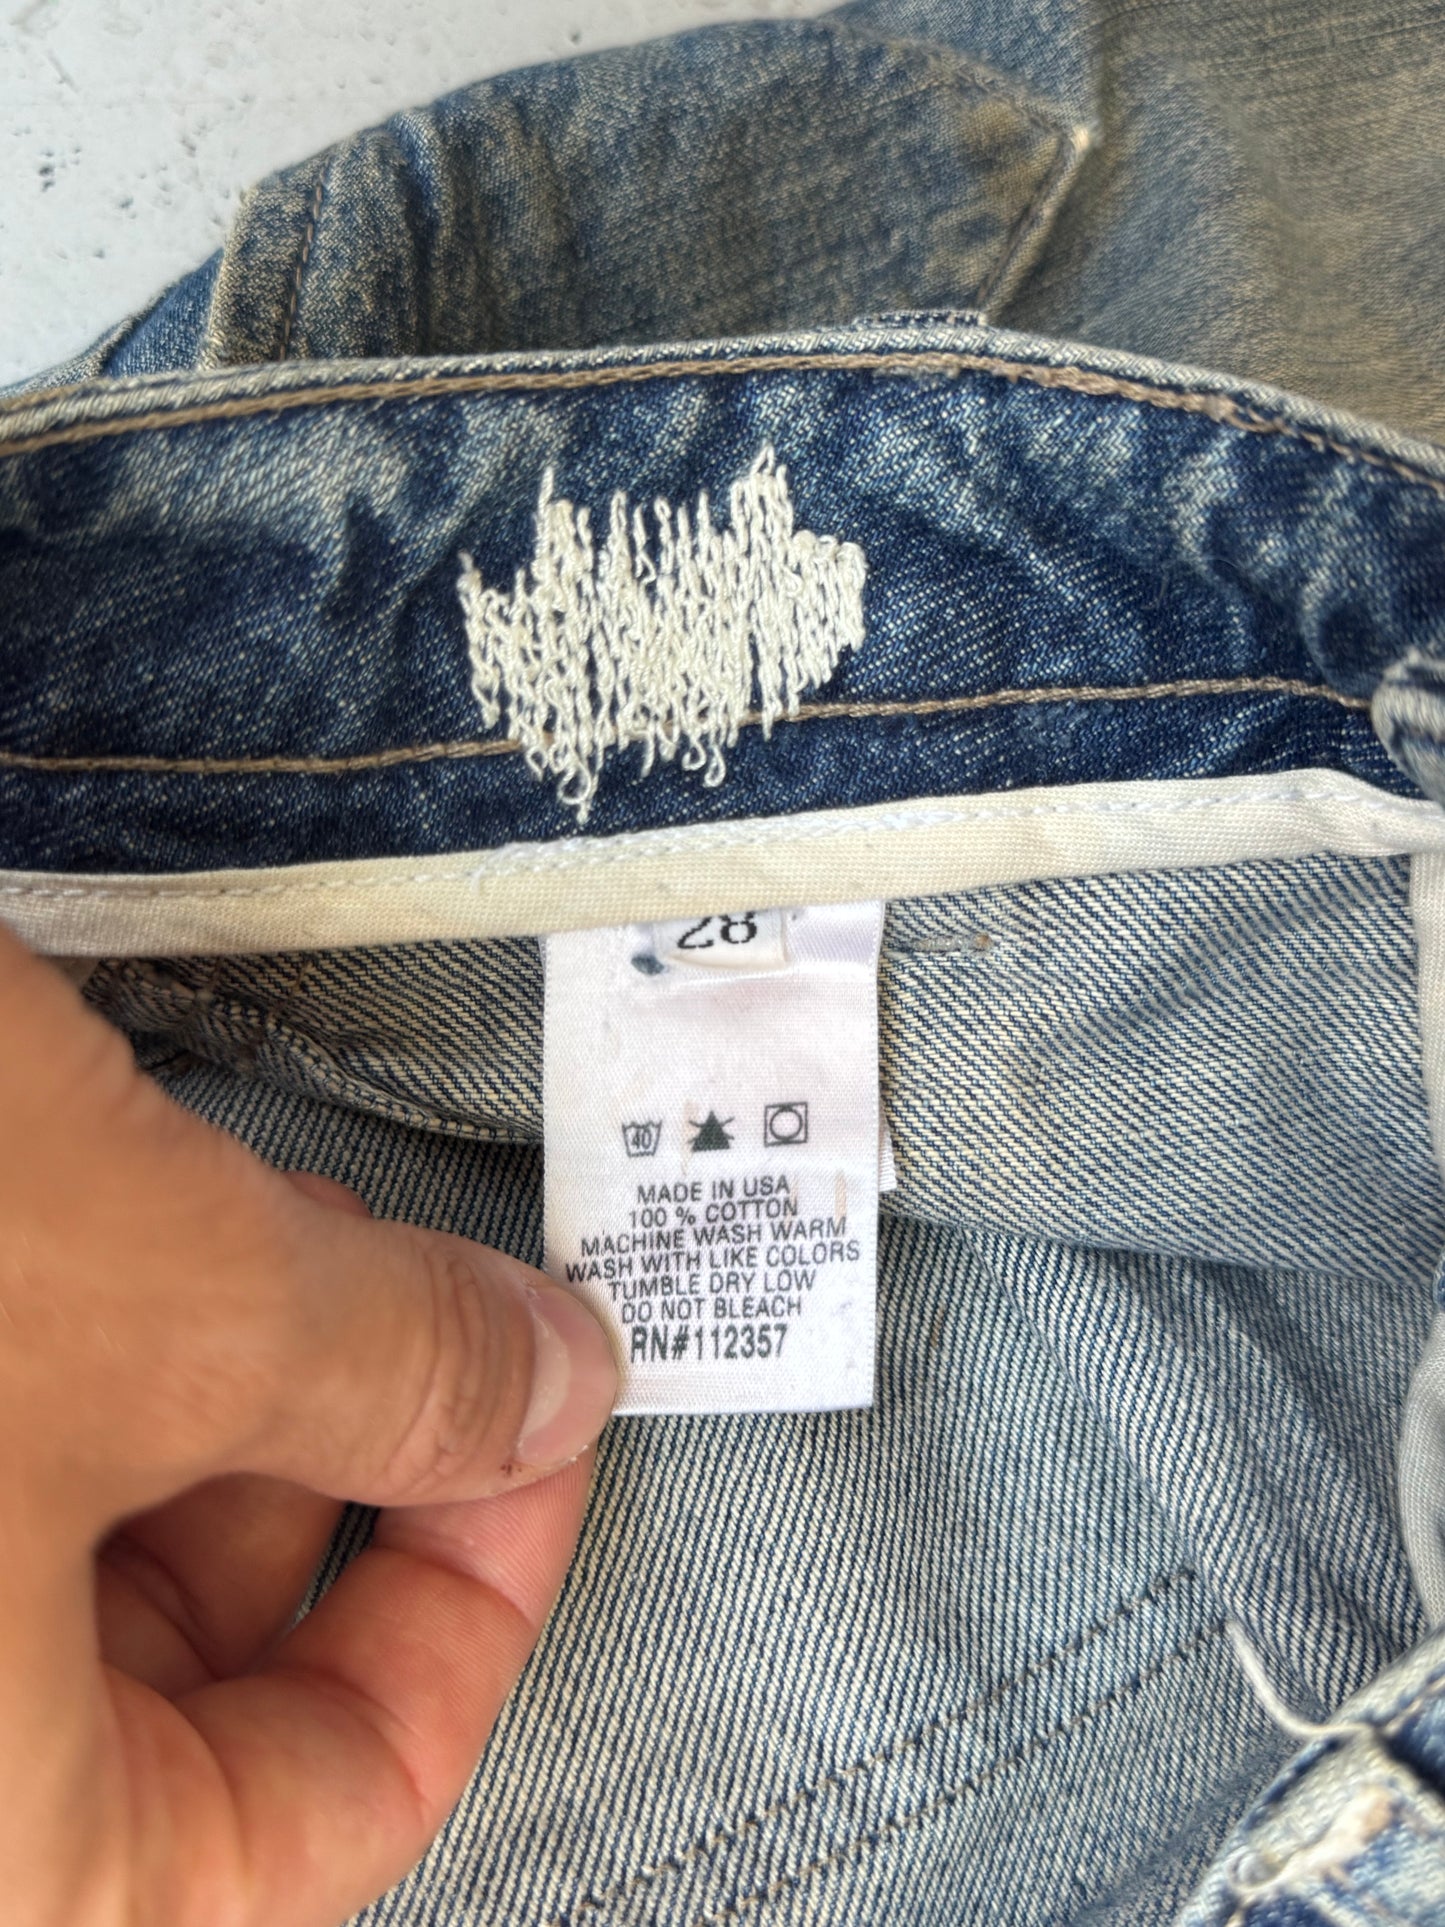 28
40
MADE IN USA
100 % COTTON
MACHINE WASH WARM
WASH WITH LIKE COLORS
TUMBLE DRY LOW
DO NOT BLEACH
RN#112357